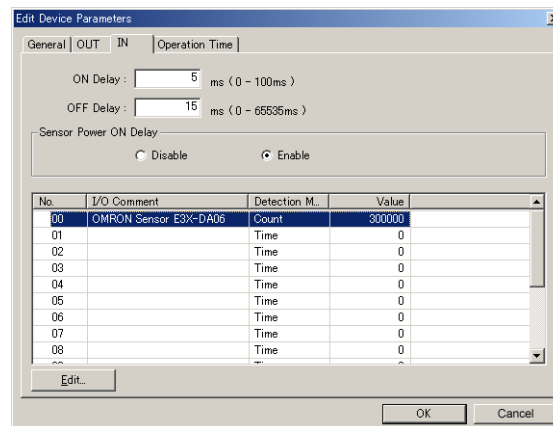 Edit Device Parameters
General OUT IN Operation Time
ON Delay : 5 ms ( 0 - 100ms )
OFF Delay : 15 ms ( 0 - 65535ms )
Sensor Power ON Delay
Disable Enable
No. I/O Comment Detection M... Value
00 OMRON Sensor E3X-DA06 Count 300000
01 Time 0
02 Time 0
03 Time 0
04 Time 0
05 Time 0
06 Time 0
07 Time 0
08 Time 0
Edit...
OK Cancel